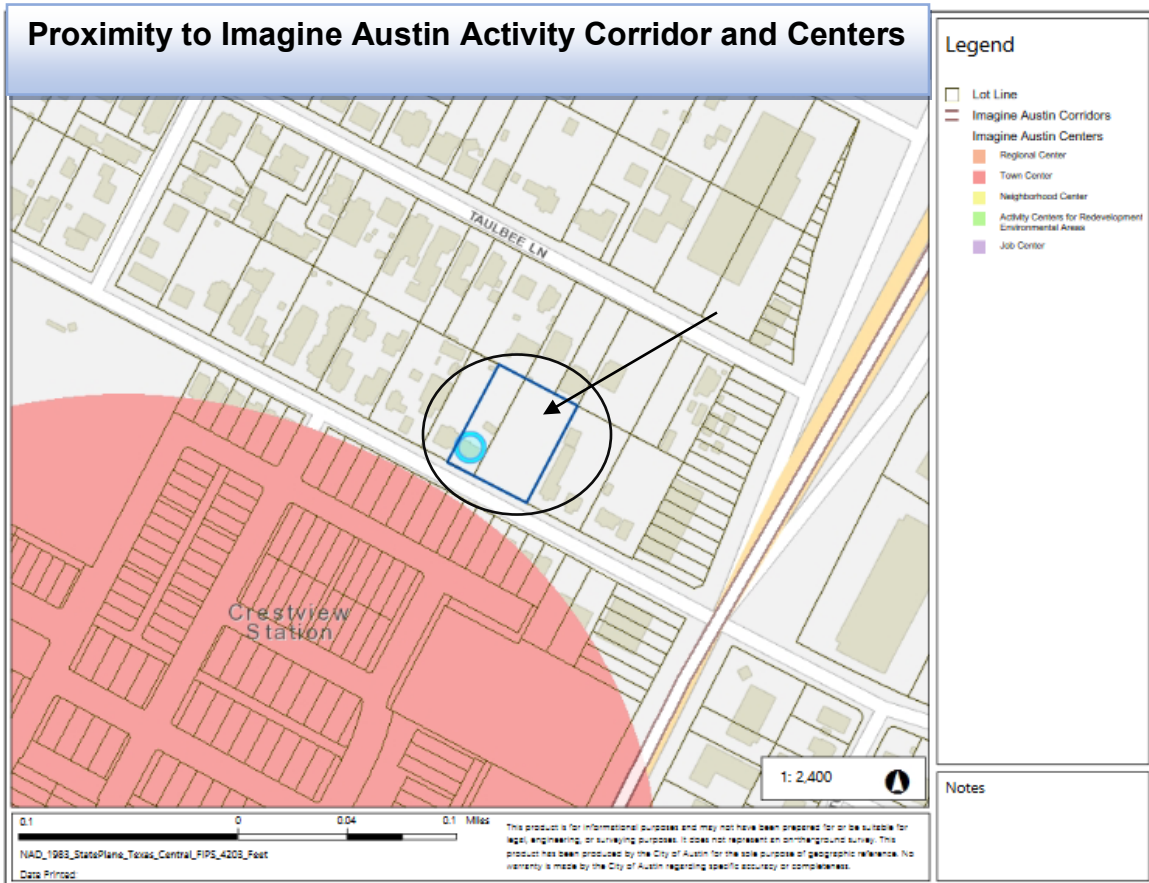 Proximity to Imagine Austin Activity Corridor and Centers
Legend
Lot Line
Imagine Austin Corridors
Imagine Austin Centers
Regional Center
Town Center
Neighborhood Center
Activity Centers for Redevelopment
Environmental Areas
Job Center
TAULBEE LN
Crestview
Station
1: 2,400
Notes
0.1 0 0.04 0.1 Miles
NAD_1983_StatePlane_Texas_Central_FIPS_4203_Feet
Date Printed:
This product is for informational purposes and may not have been prepared for or be suitable for
legal, engineering, or surveying purposes. It does not represent an on-the-ground survey. This
product has been produced by the City of Austin for the sole purpose of geographic reference. No
warranty is made by the City of Austin regarding specific accuracy or completeness.